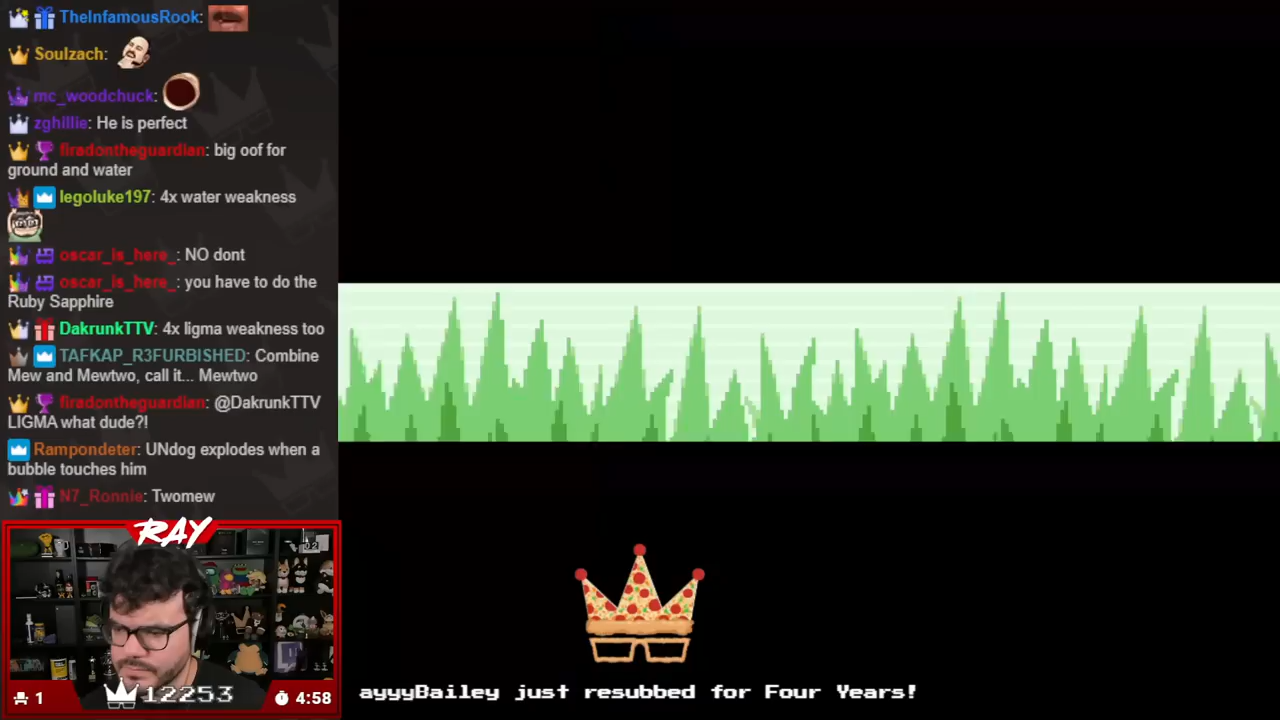 TheInfamousRook:
Soulzach:
mc_woodchuck:
zghillie: He is perfect
firadontheguardian: big oof for
ground and water
legoluke197: 4x water weakness
oscar_is_here_: NO dont
oscar_is_here_: you have to do the
Ruby Sapphire
DakrunkTTV: 4x ligma weakness too
TAFKAP_R3FURBISHED: Combine
Mew and Mewtwo, call it... Mewtwo
firadontheguardian: @DakrunkTTV
LIGMA what dude?!
Rampondeter: UNdog explodes when a
bubble touches him
N7_Ronnie: Twomew
RAY
1 12253 4:58
ayyyBailey just resubbed for Four Years!